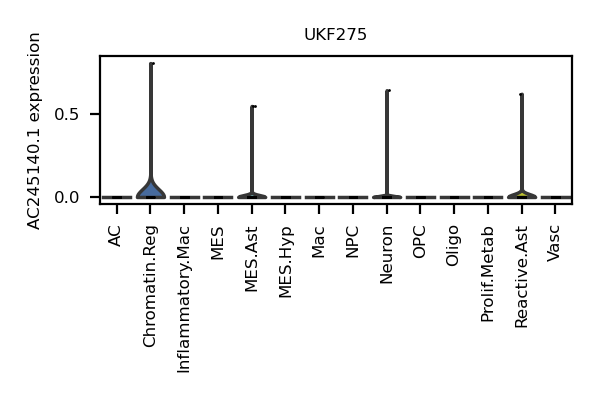 UKF275
AC245140.1 expression
0.5
0.0
AC
Chromatin.Reg
Inflammatory.Mac
MES
MES.Ast
MES.Hyp
Mac
NPC
Neuron
OPC
Oligo
Prolif.Metab
Reactive.Ast
Vasc